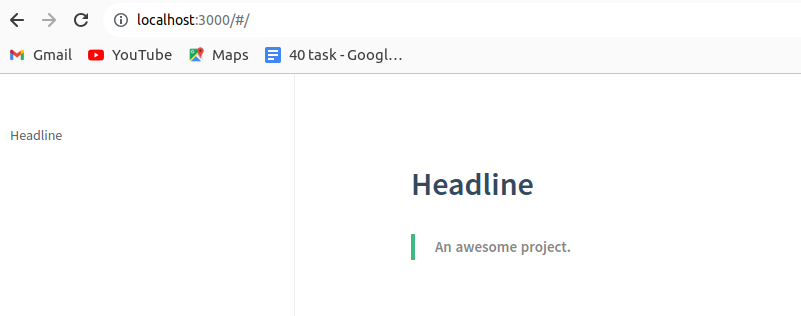 localhost:3000/#/
Gmail YouTube Maps 40 task - Googl...
Headline
Headline
An awesome project.